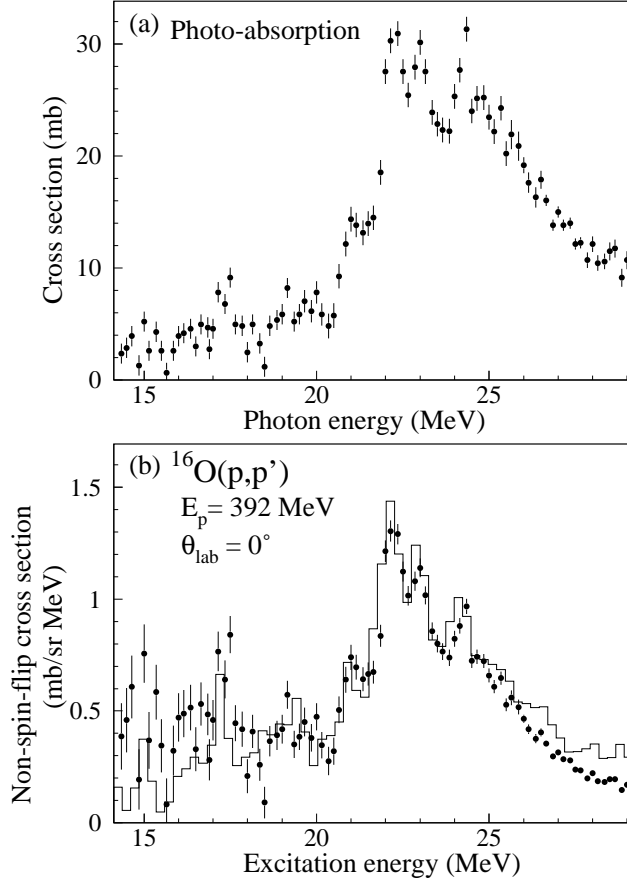 (a) Photo-absorption
Cross section (mb)
30
20
10
0
15 20 25
Photon energy (MeV)
(b) ¹⁶O(p,p’)
E_p = 392 MeV
θ_lab = 0°
Non-spin-flip cross section
(mb/sr MeV)
1.5
1
0.5
0
15 20 25
Excitation energy (MeV)